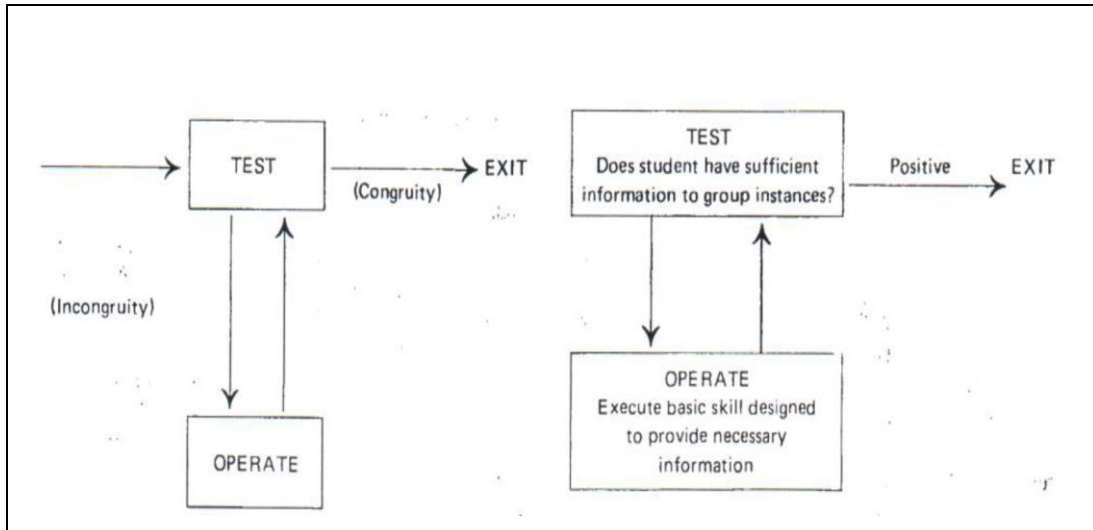 TEST
EXIT
(Congruity)
(Incongruity)
OPERATE
TEST
Does student have sufficient
information to group instances?
Positive
EXIT
OPERATE
Execute basic skill designed
to provide necessary
information